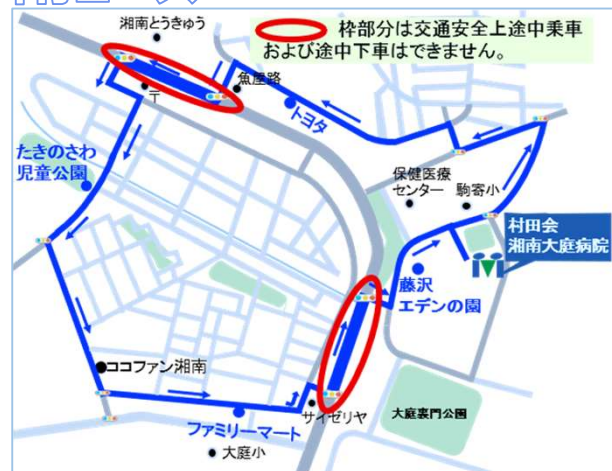 枠部分は交通安全上途中乗車
および途中下車はできません。
湘南とうきゅう
〒
魚屋路
トヨタ
たきのさわ
児童公園
保健医療
センター
駒寄小
村田会
湘南大庭病院
藤沢
エデンの園
ココファン湘南
サイゼリヤ
ファミリーマート
大庭裏門公園
大庭小